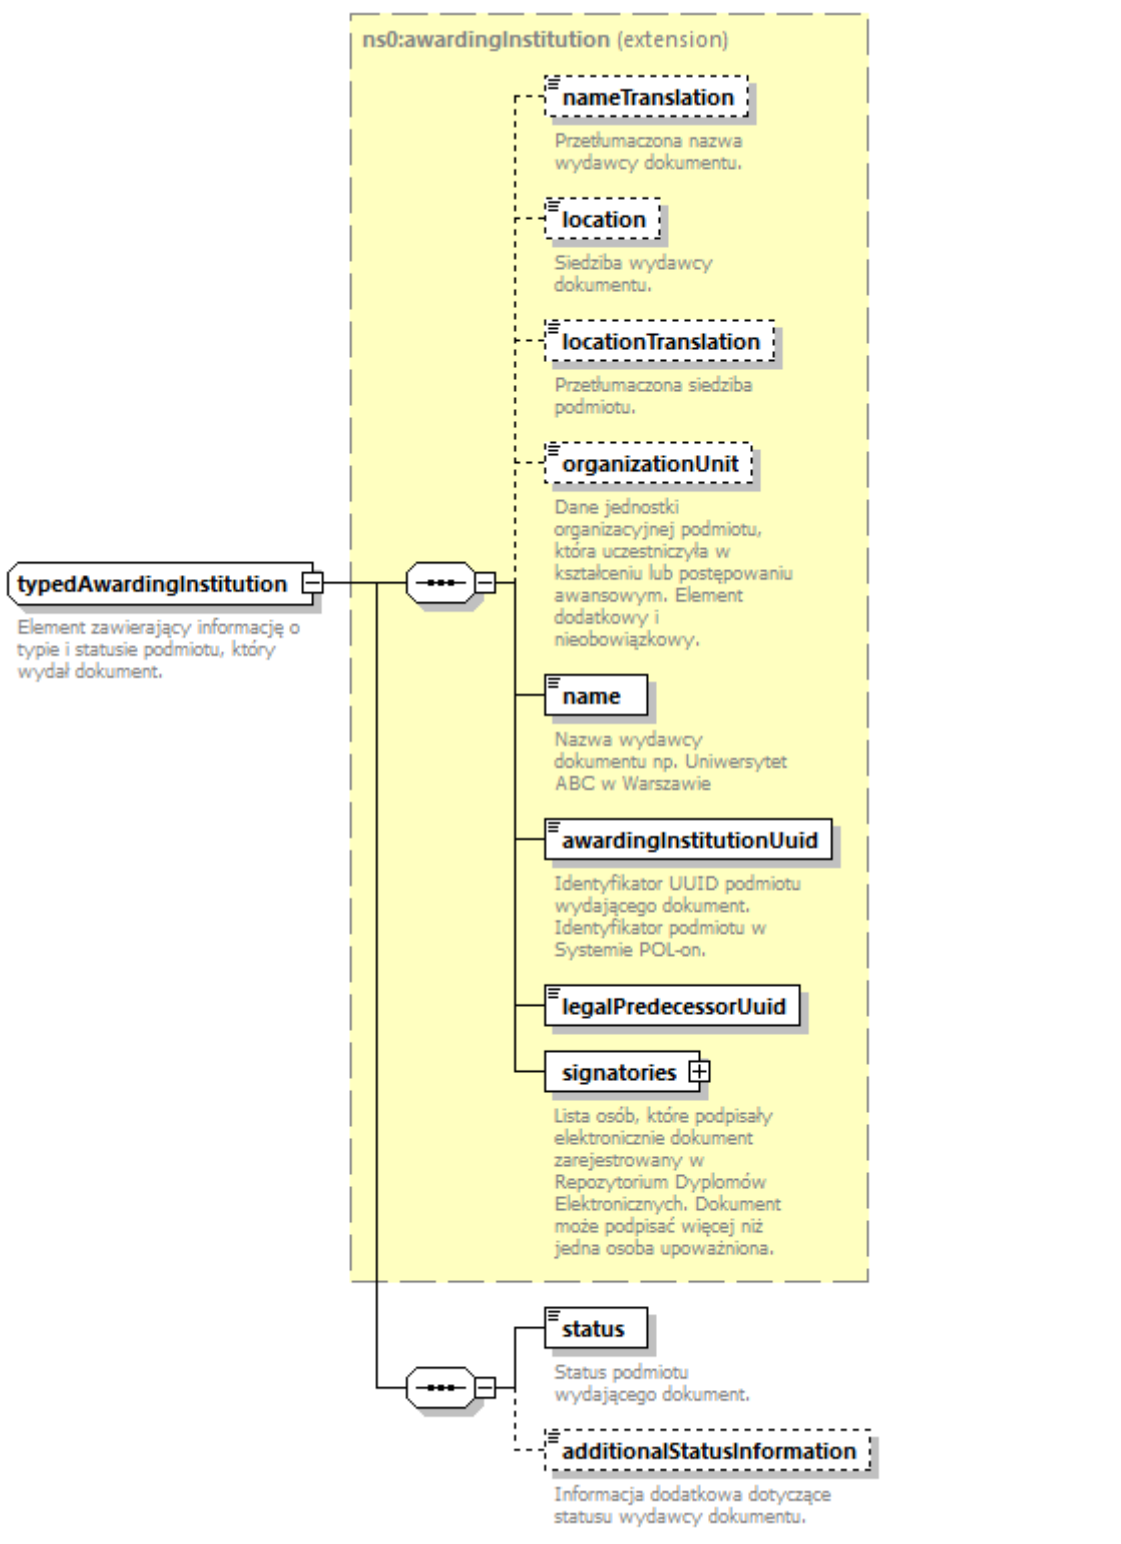 ns0:awardingInstitution (extension)
nameTranslation
Przetłumaczona nazwa
wydawcy dokumentu.
location
Siedziba wydawcy
dokumentu.
locationTranslation
Przetłumaczona siedziba
podmiotu.
organizationUnit
Dane jednostki
organizacyjnej podmiotu,
która uczestniczyła w
kształceniu lub postępowaniu
awansowym. Element
dodatkowy i
nieobowiązkowy.
typedAwardingInstitution
Element zawierający informację o
typie i statusie podmiotu, który
wydał dokument.
name
Nazwa wydawcy
dokumentu np. Uniwersytet
ABC w Warszawie
awardingInstitutionUuid
Identyfikator UUID podmiotu
wydającego dokument.
Identyfikator podmiotu w
Systemie POL-on.
legalPredecessorUuid
signatories
Lista osób, które podpisały
elektronicznie dokument
zarejestrowany w
Repozytorium Dyplomów
Elektronicznych. Dokument
może podpisać więcej niż
jedna osoba upoważniona.
status
Status podmiotu
wydającego dokument.
additionalStatusInformation
Informacja dodatkowa dotyczące
statusu wydawcy dokumentu.